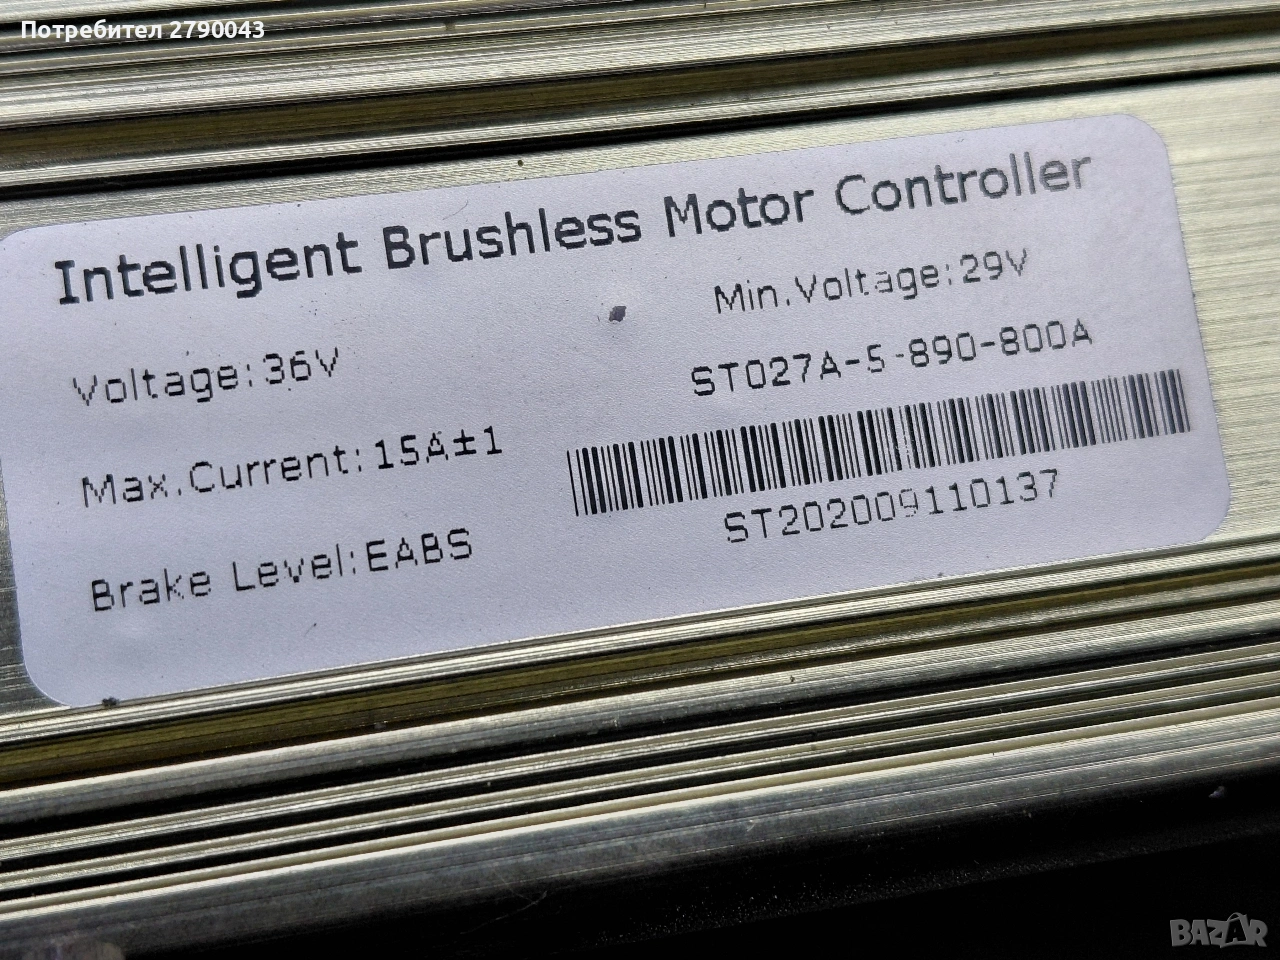 Потребител 2790043
Intelligent Brushless Motor Controller
Voltage:36V
Min.Voltage:29V
Max.Current:15A±1
ST027A-5-890-800A
Brake Level:EABS
ST202009110137
BAZAR